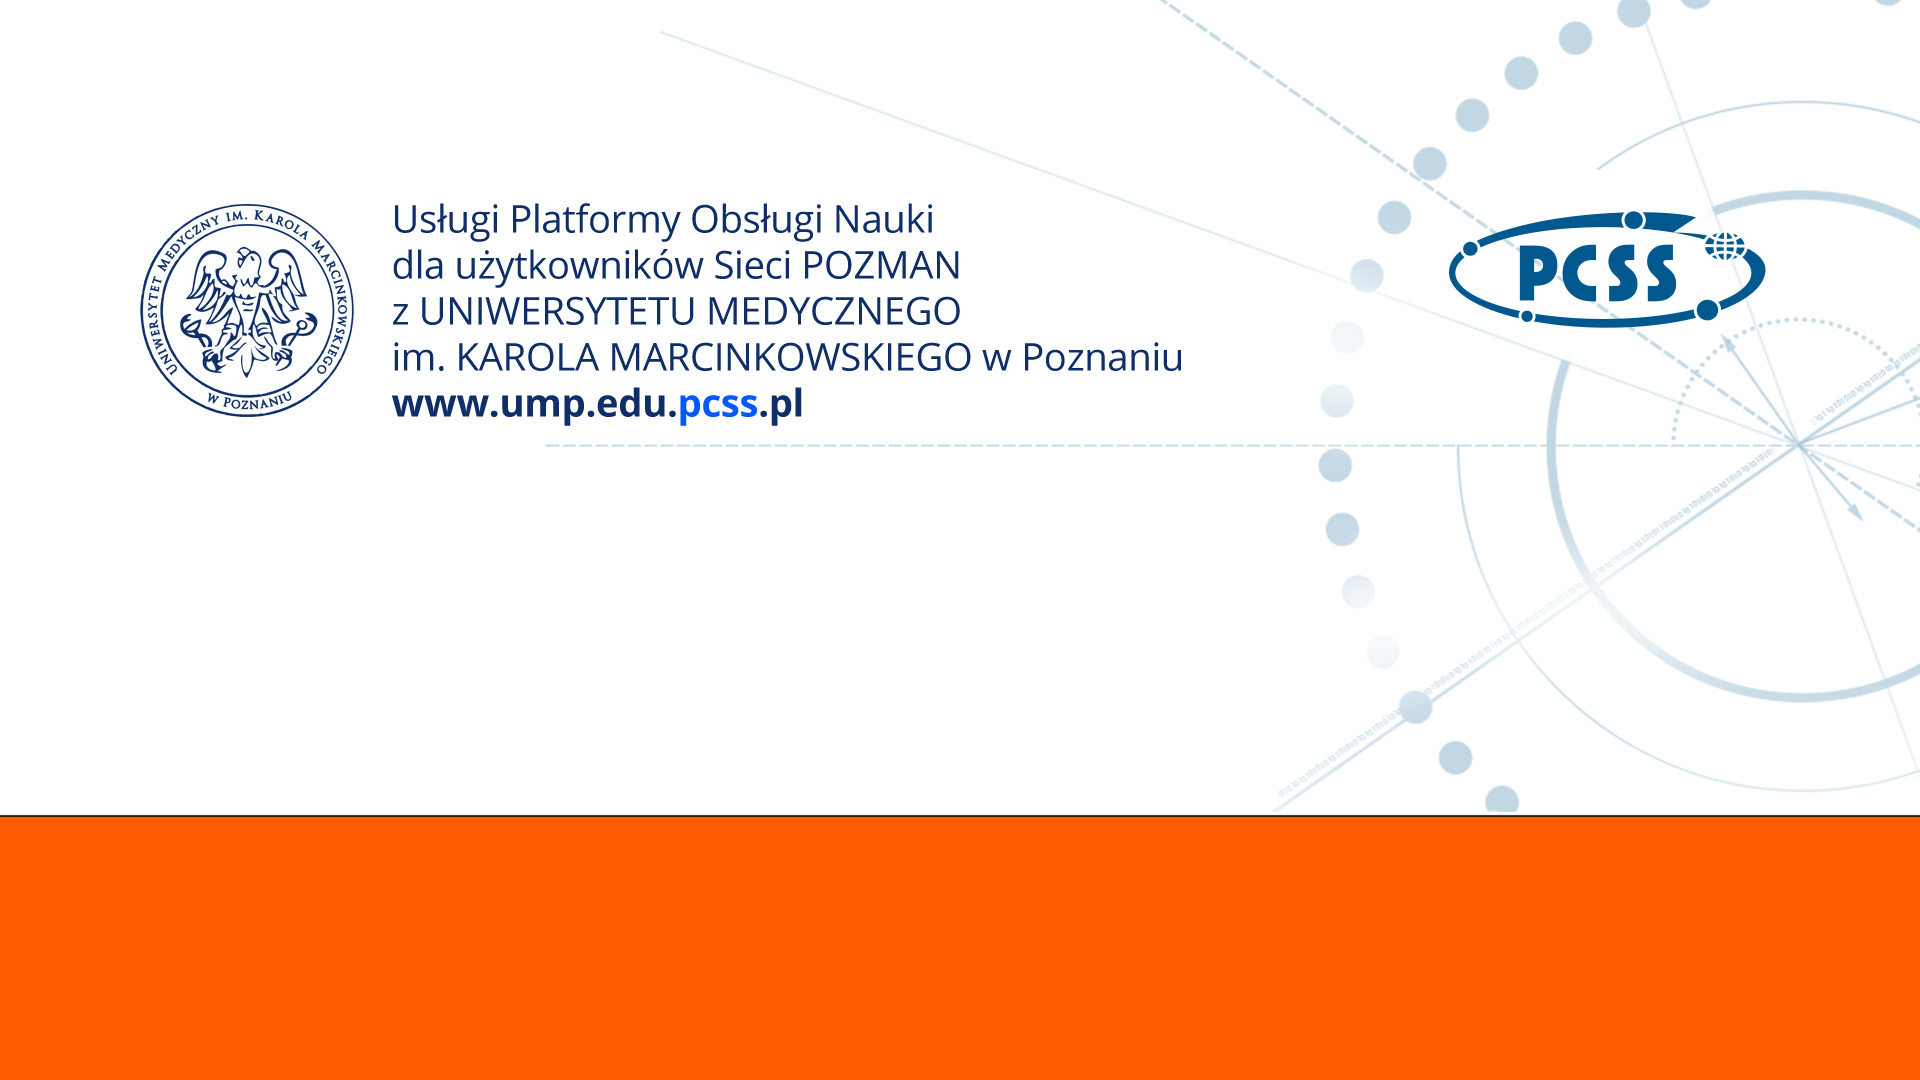 UNIWERSYTET MEDYCZNY IM. KAROLA MARCINKOWSKIEGO
W POZNANIU
Usługi Platformy Obsługi Nauki
dla użytkowników Sieci POZMAN
z UNIWERSYTETU MEDYCZNEGO
im. KAROLA MARCINKOWSKIEGO w Poznaniu
www.ump.edu.pcss.pl
PCSS